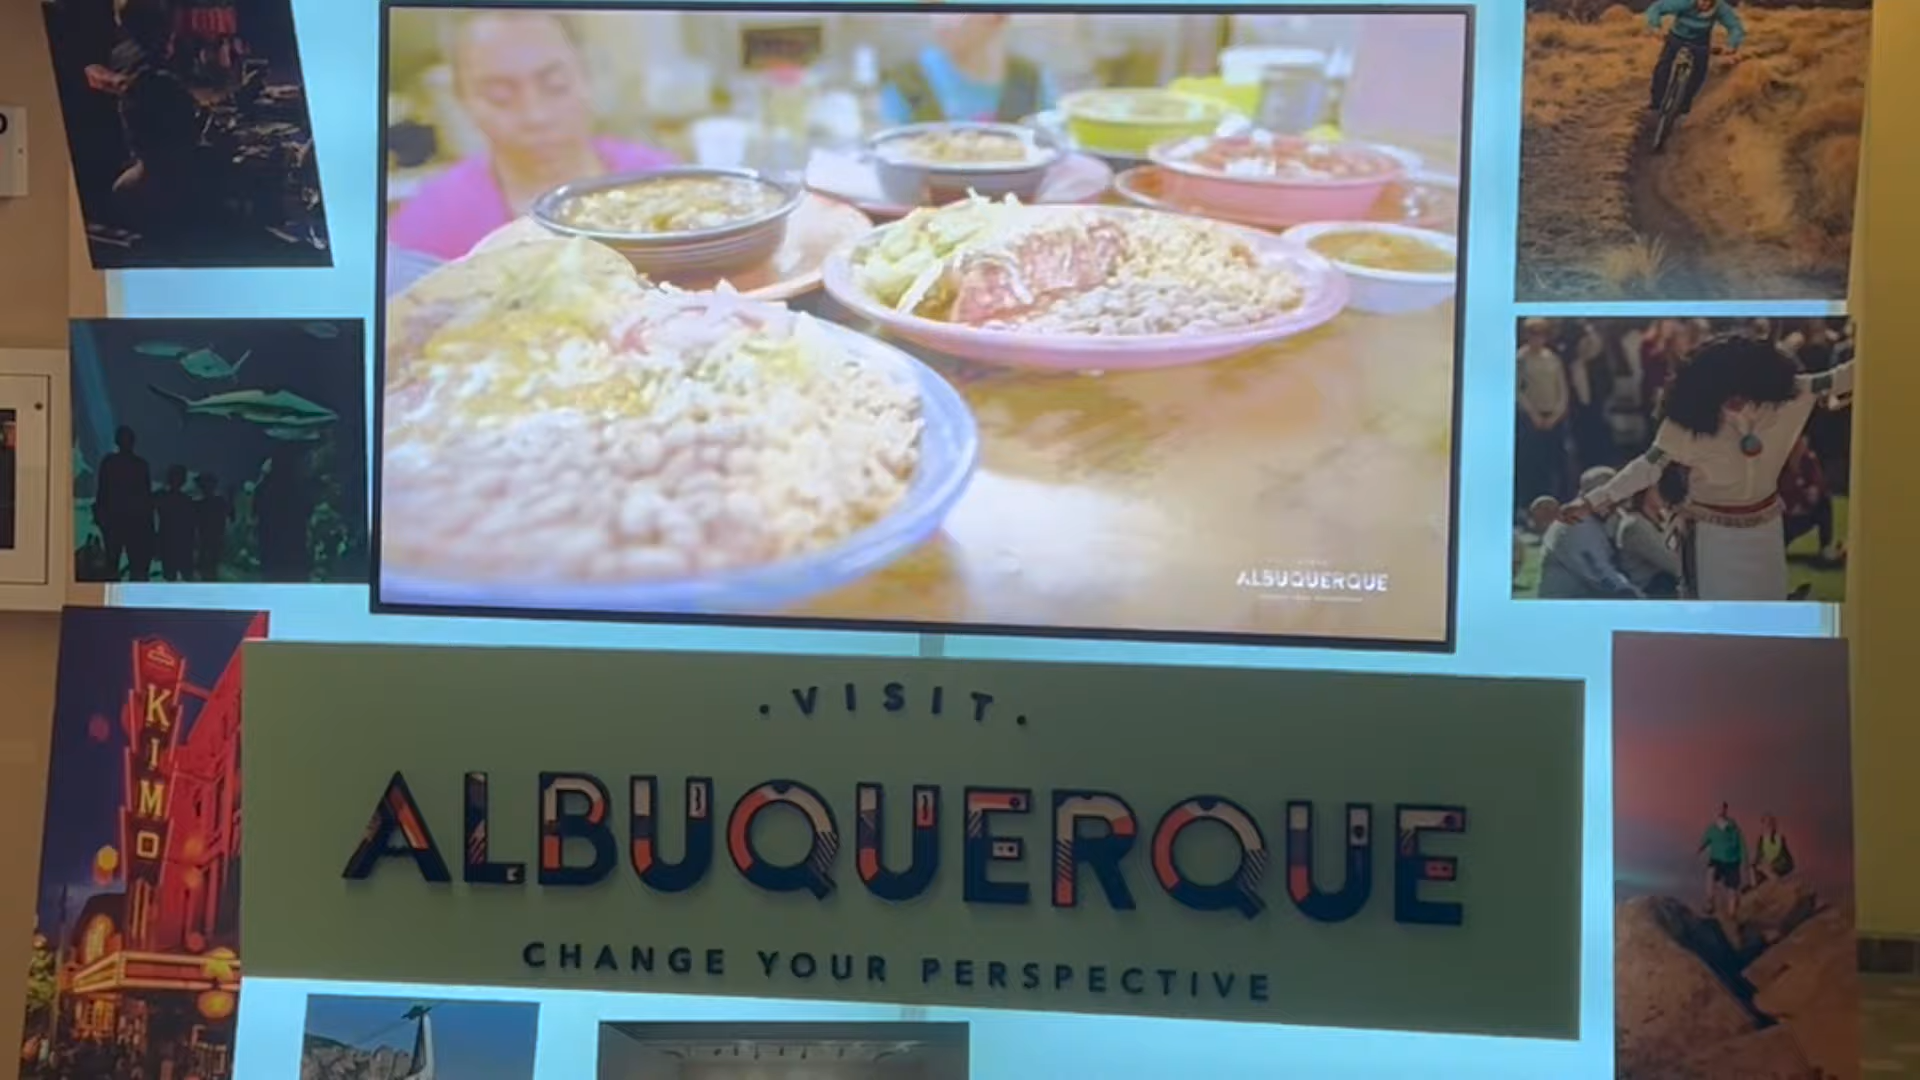 ALBUQUERQUE
KIMO
· VISIT ·
ALBUQUERQUE
CHANGE YOUR PERSPECTIVE